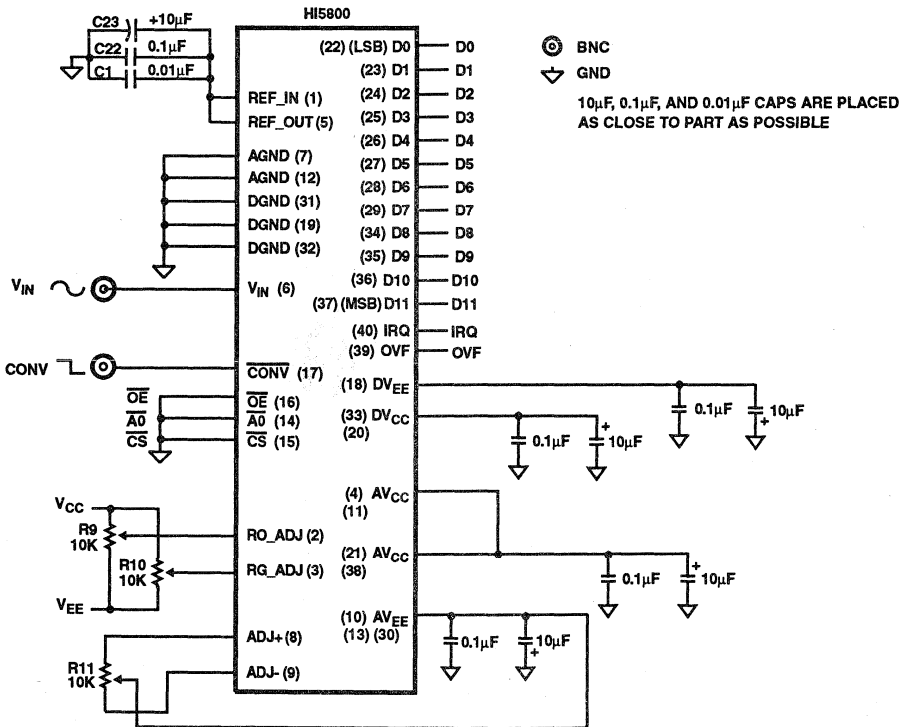 HI5800
C23 +10µF
C22 0.1µF
C1 0.01µF
REF_IN (1)
REF_OUT (5)
AGND (7)
AGND (12)
DGND (31)
DGND (19)
DGND (32)
VIN
VIN (6)
CONV
CONV (17)
OE
OE (16)
A0
A0 (14)
CS
CS (15)
VCC
R9
10K
R10
10K
VEE
RO_ADJ (2)
RG_ADJ (3)
R11
10K
ADJ+ (8)
ADJ- (9)
(22) (LSB) D0 D0
(23) D1 D1
(24) D2 D2
(25) D3 D3
(26) D4 D4
(27) D5 D5
(28) D6 D6
(29) D7 D7
(34) D8 D8
(35) D9 D9
(36) D10 D10
(37) (MSB) D11 D11
(40) IRQ IRQ
(39) OVF OVF
(18) DVEE
0.1µF 10µF
+
(33) DVCC
(20)
+
0.1µF 10µF
(4) AVCC
(11)
(21) AVCC
(38)
+
0.1µF 10µF
(10) AVEE
(13) (30)
0.1µF 10µF
+
BNC
GND
10µF, 0.1µF, AND 0.01µF CAPS ARE PLACED
AS CLOSE TO PART AS POSSIBLE